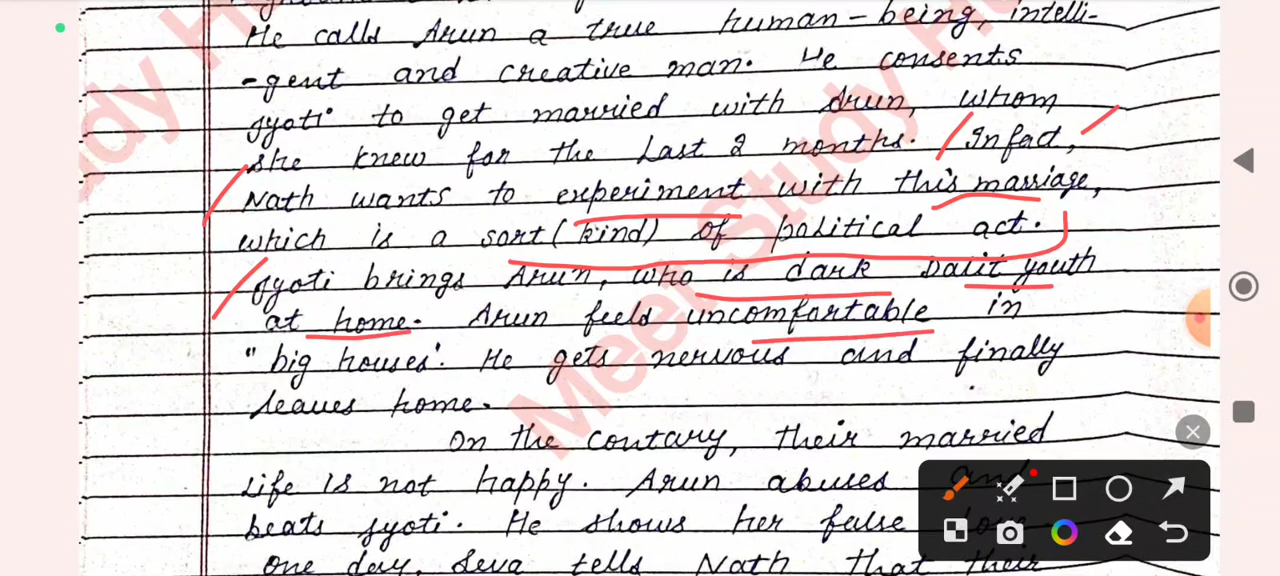 He calls Arun a true human-being, intelli-
-gent and creative man. He consents
Jyoti to get married with Arun, whom
she knew for the last 2 months. Infact,
Nath wants to experiment with this marriage,
which is a sort (kind) of political act.
Jyoti brings Arun, who is dark Dalit youth
at home. Arun feels uncomfortable in
"big houses'. He gets nervous and finally
leaves home.
On the contary, their married
life is not happy. Arun abuses and
beats Jyoti. He shows her false love.
One day, Seva tells Nath that their
Meet Study